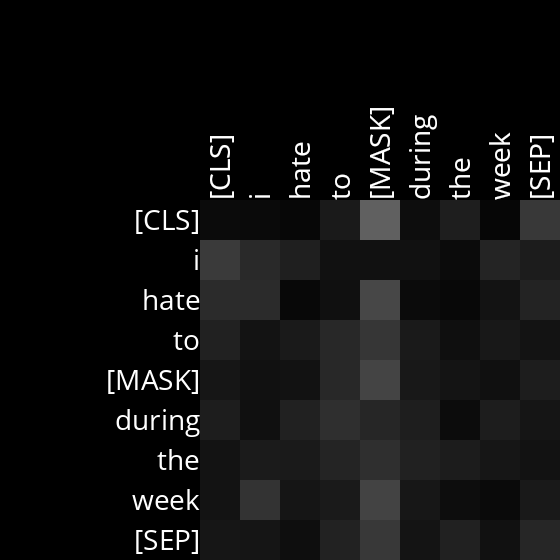 [CLS] i hate to [MASK] during the week [SEP]
[CLS]
i
hate
to
[MASK]
during
the
week
[SEP]